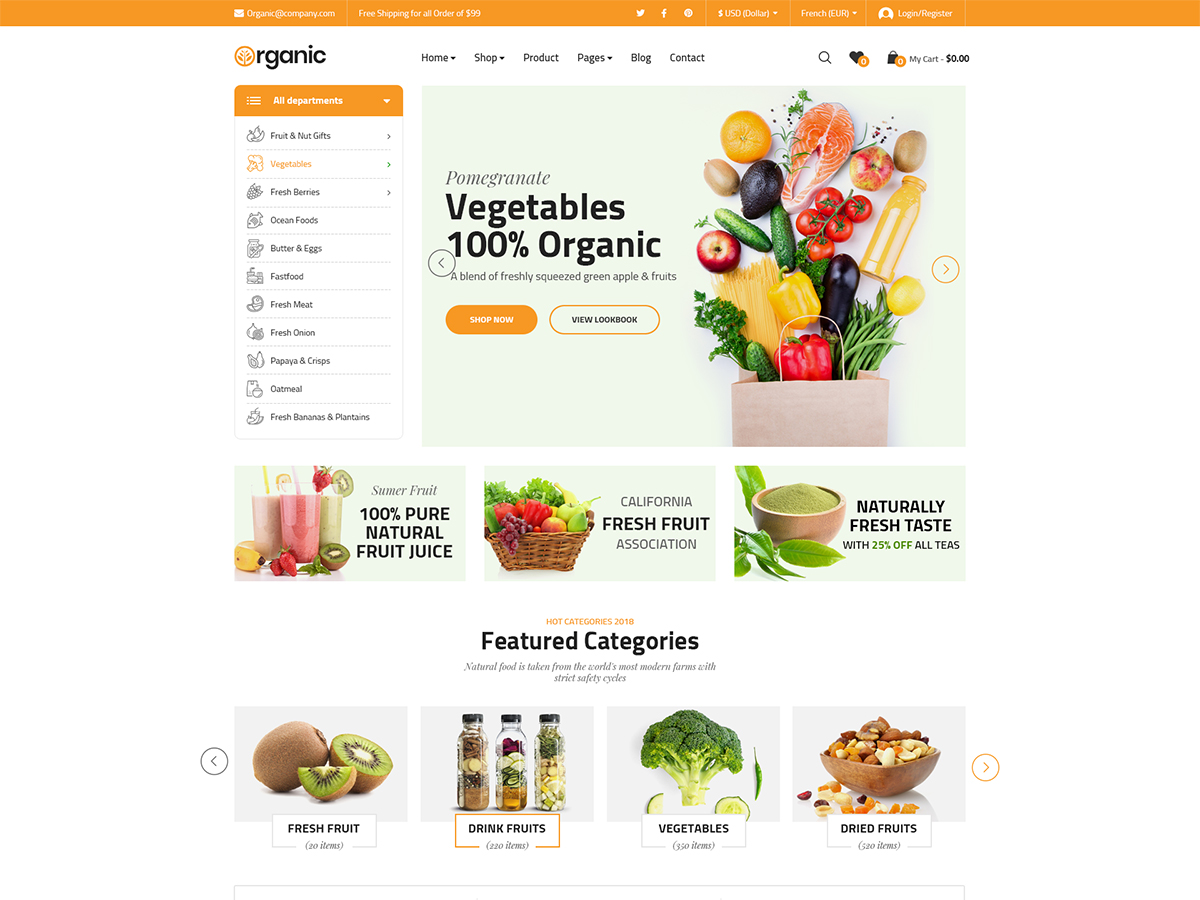 0rganic@company.com
Free Shipping for all Order of $99
$ USD (Dollar)
French (EUR)
Login/Register
Organic
Home
Shop
Product
Pages
Blog
Contact
0
0
My Cart - $0.00
All departments
Fruit & Nut Gifts
Vegetables
Fresh Berries
Ocean Foods
Butter & Eggs
Fastfood
Fresh Meat
Fresh Onion
Papaya & Crisps
Oatmeal
Fresh Bananas & Plantains
Pomegranate
Vegetables
100% Organic
A blend of freshly squeezed green apple & fruits
SHOP NOW
VIEW LOOKBOOK
Sumer Fruit
100% PURE
NATURAL
FRUIT JUICE
CALIFORNIA
FRESH FRUIT
ASSOCIATION
NATURALLY
FRESH TASTE
WITH 25% OFF ALL TEAS
HOT CATEGORIES 2018
Featured Categories
Natural food is taken from the world's most modern farms with
strict safety cycles
FRESH FRUIT
(20 items)
DRINK FRUITS
(220 items)
VEGETABLES
(350 items)
DRIED FRUITS
(520 items)